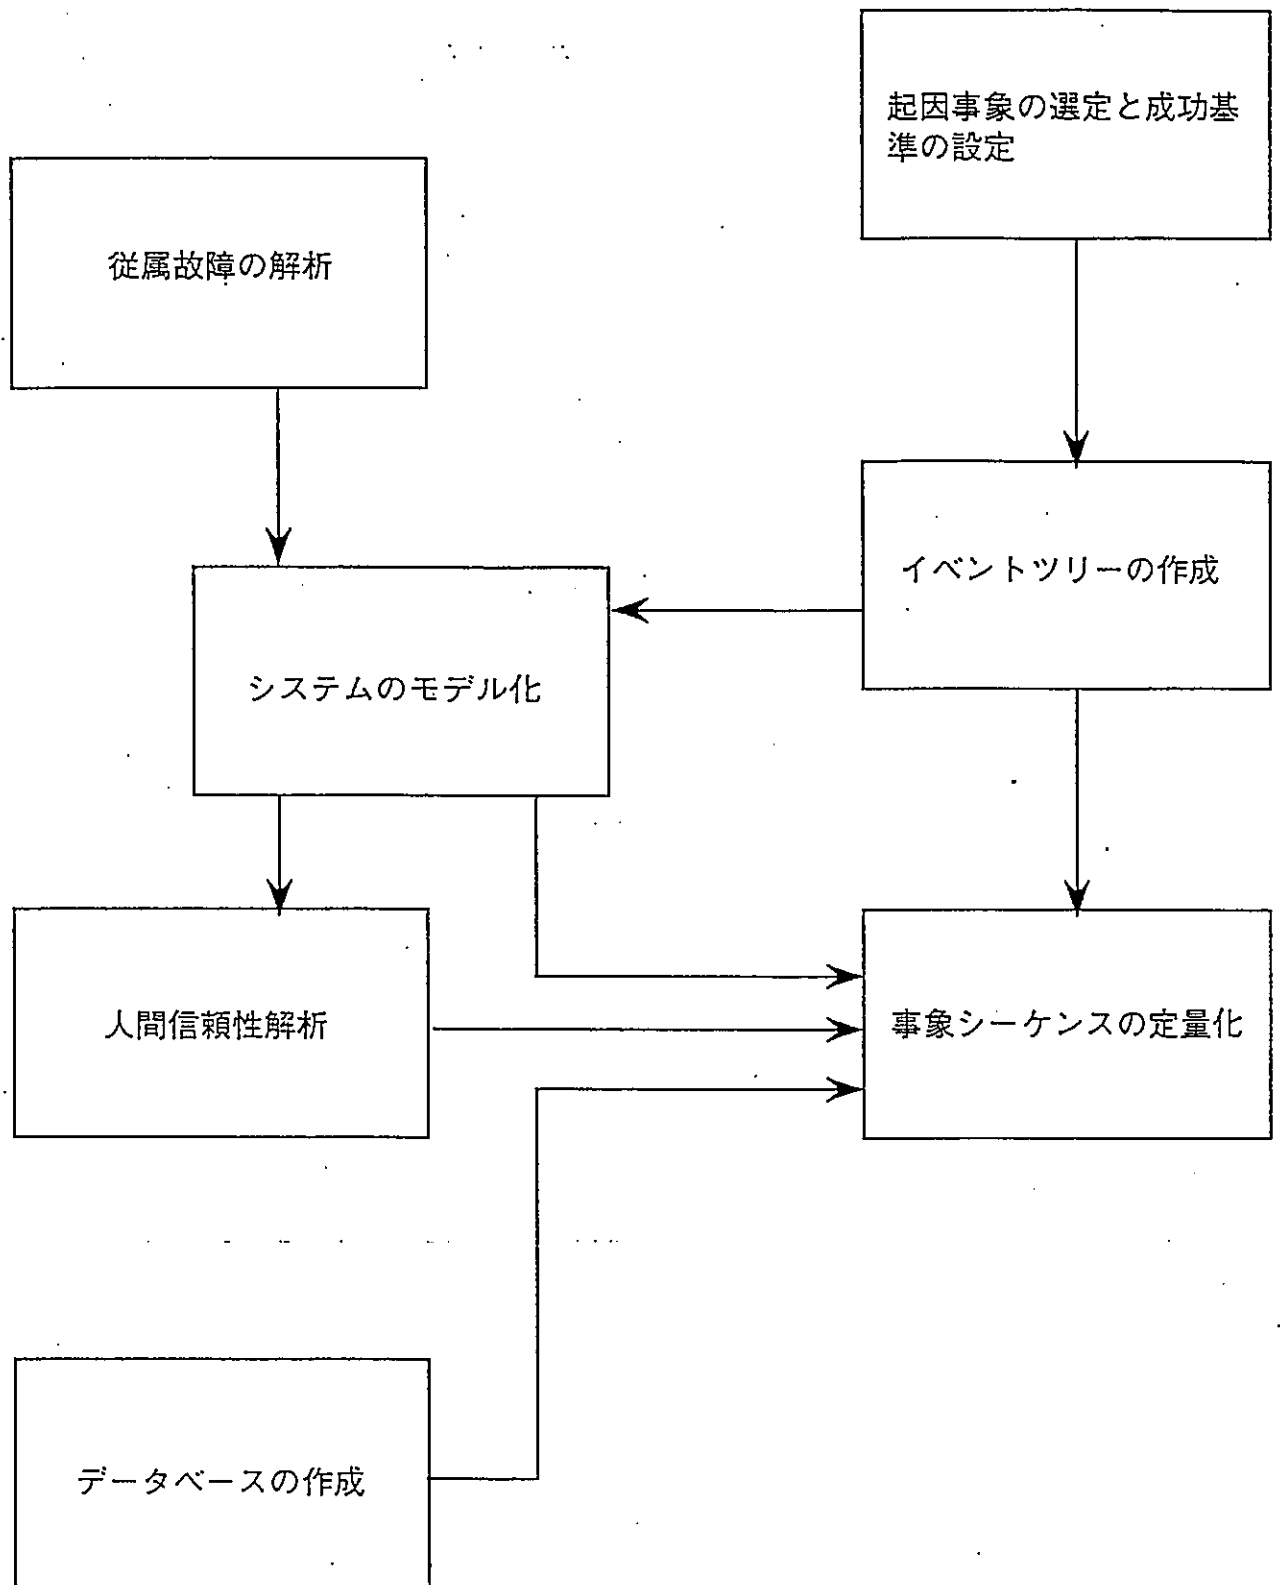 起因事象の選定と成功基
準の設定
従属故障の解析
イベントツリーの作成
システムのモデル化
人間信頼性解析
事象シーケンスの定量化
データベースの作成